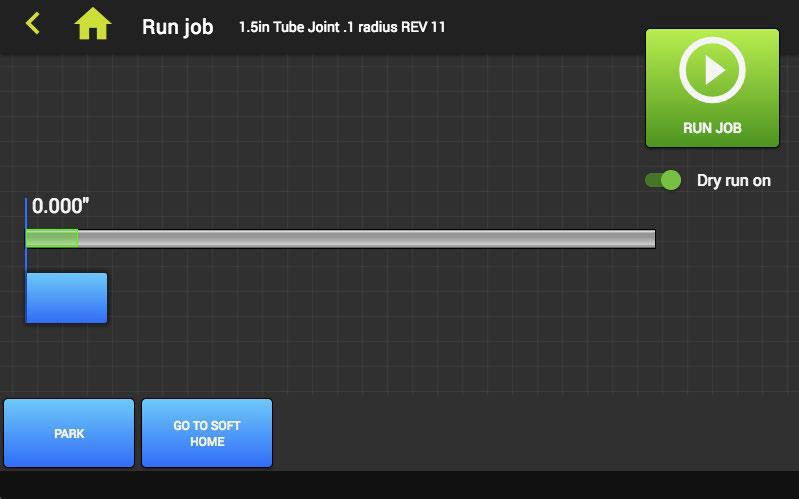 Run job
1.5in Tube Joint .1 radius REV 11
RUN JOB
Dry run on
0.000"
PARK
GO TO SOFT
HOME